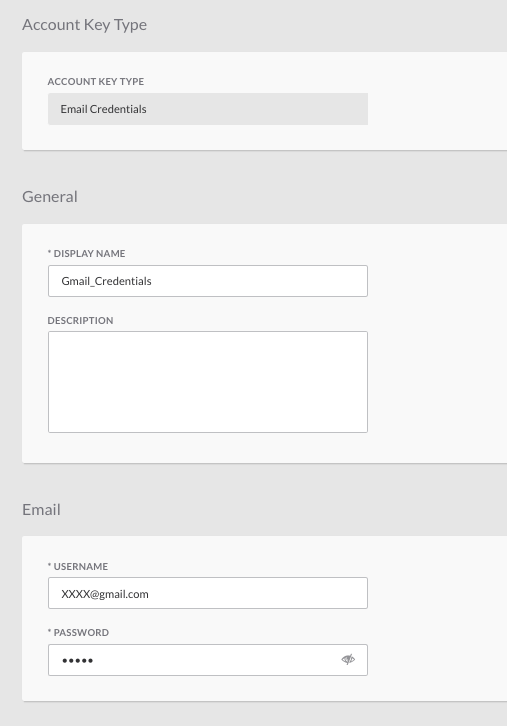 Account Key Type
ACCOUNT KEY TYPE
Email Credentials
General
* DISPLAY NAME
Gmail_Credentials
DESCRIPTION
Email
* USERNAME
XXXX@gmail.com
* PASSWORD
•••••